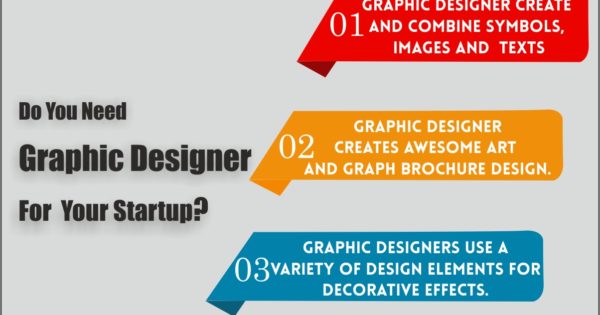 Do You Need
Graphic Designer
For Your Startup?
01
GRAPHIC DESIGNER CREATE
AND COMBINE SYMBOLS,
IMAGES AND TEXTS
02
GRAPHIC DESIGNER
CREATES AWESOME ART
AND GRAPH BROCHURE DESIGN.
03
GRAPHIC DESIGNERS USE A
VARIETY OF DESIGN ELEMENTS FOR
DECORATIVE EFFECTS.